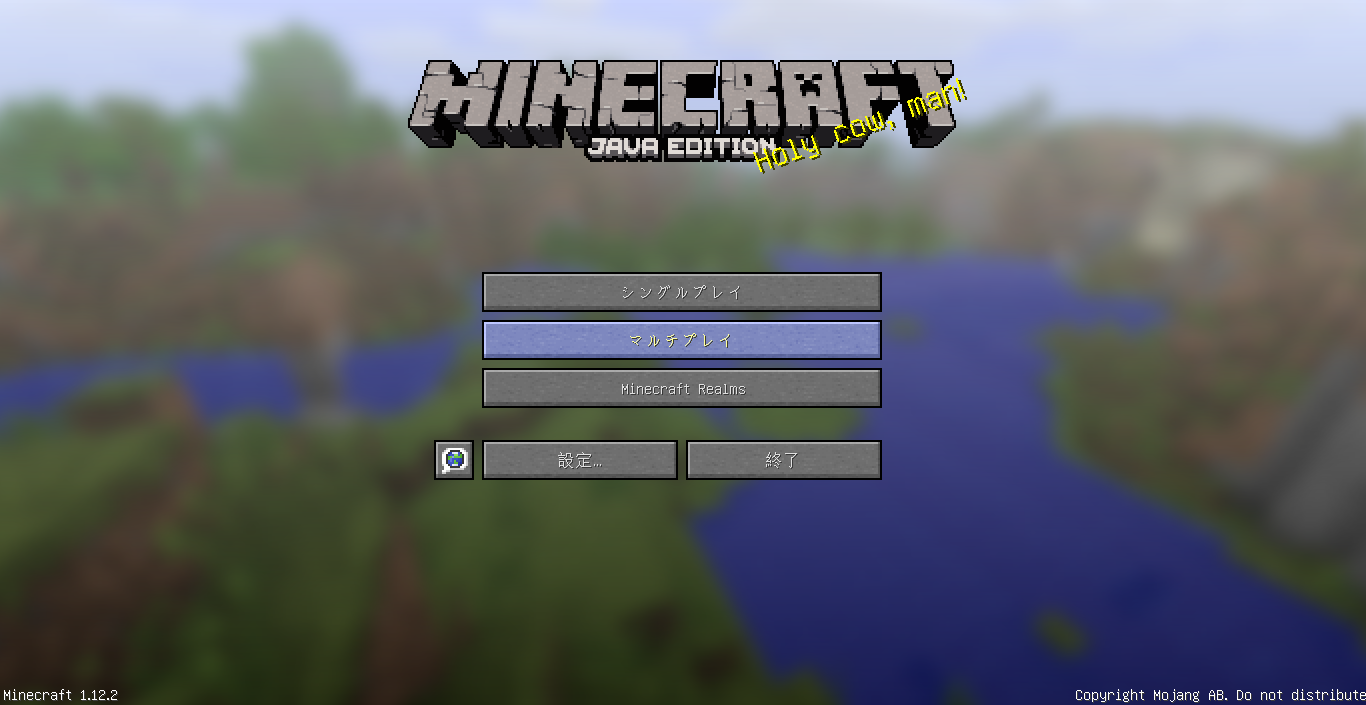 MINECRAFT
JAVA EDITION
Holy cow, man!
シングルプレイ
マルチプレイ
Minecraft Realms
設定...
終了
Minecraft 1.12.2
Copyright Mojang AB. Do not distribute